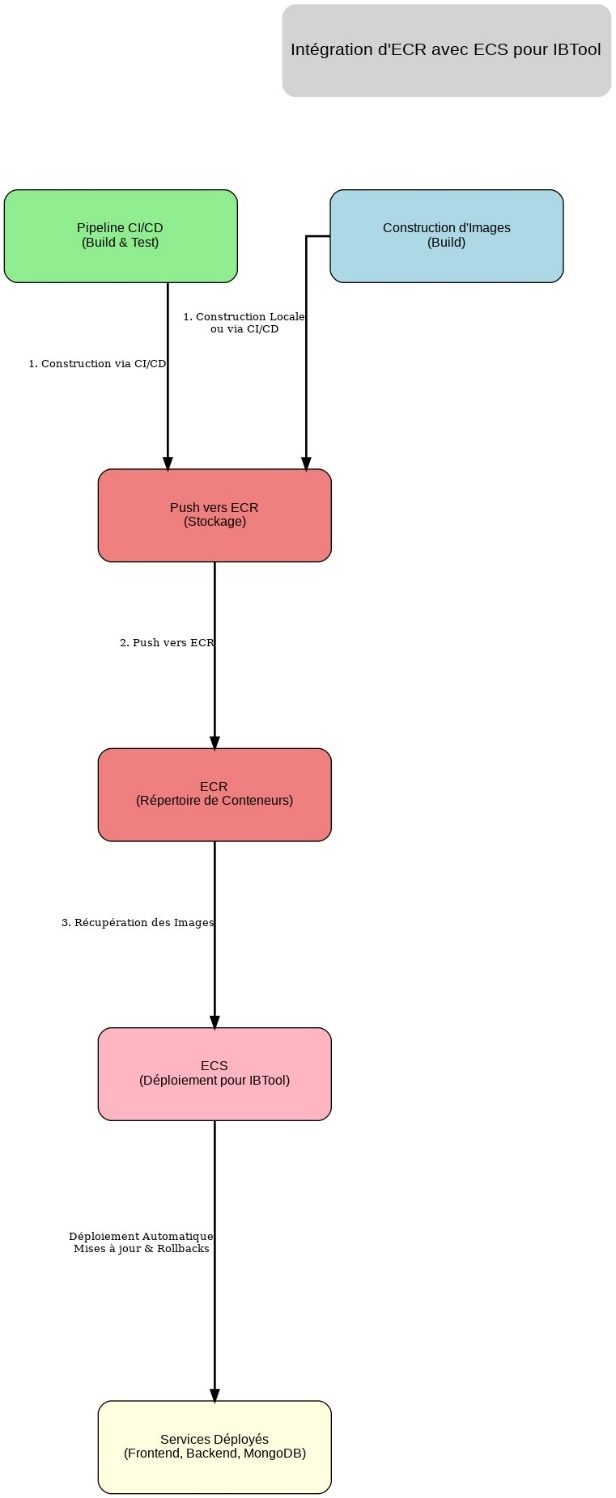 Intégration d'ECR avec ECS pour IBTool
Pipeline CI/CD
(Build & Test)
Construction d'Images
(Build)
1. Construction Locale
ou via CI/CD
1. Construction via CI/CD
Push vers ECR
(Stockage)
2. Push vers ECR
ECR
(Répertoire de Conteneurs)
3. Récupération des Images
ECS
(Déploiement pour IBTool)
Déploiement Automatique
Mises à jour & Rollbacks
Services Déployés
(Frontend, Backend, MongoDB)